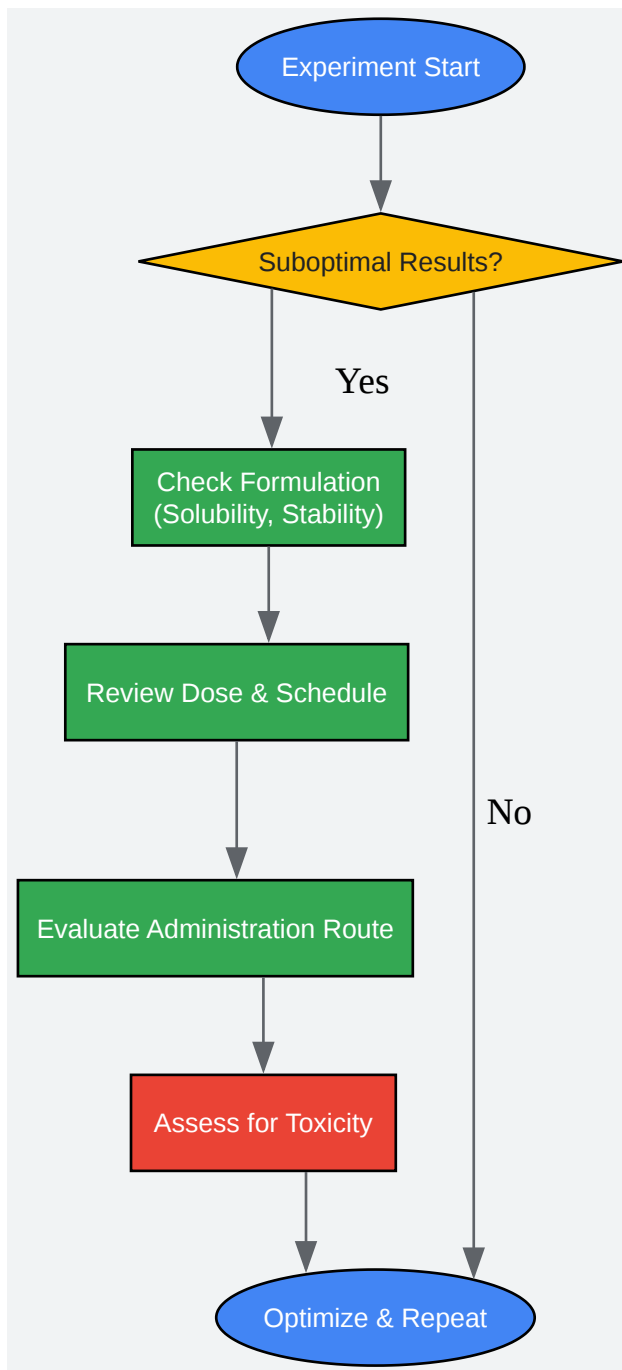 Experiment Start
Suboptimal Results?
Yes
Check Formulation
(Solubility, Stability)
Review Dose & Schedule
No
Evaluate Administration Route
Assess for Toxicity
Optimize & Repeat